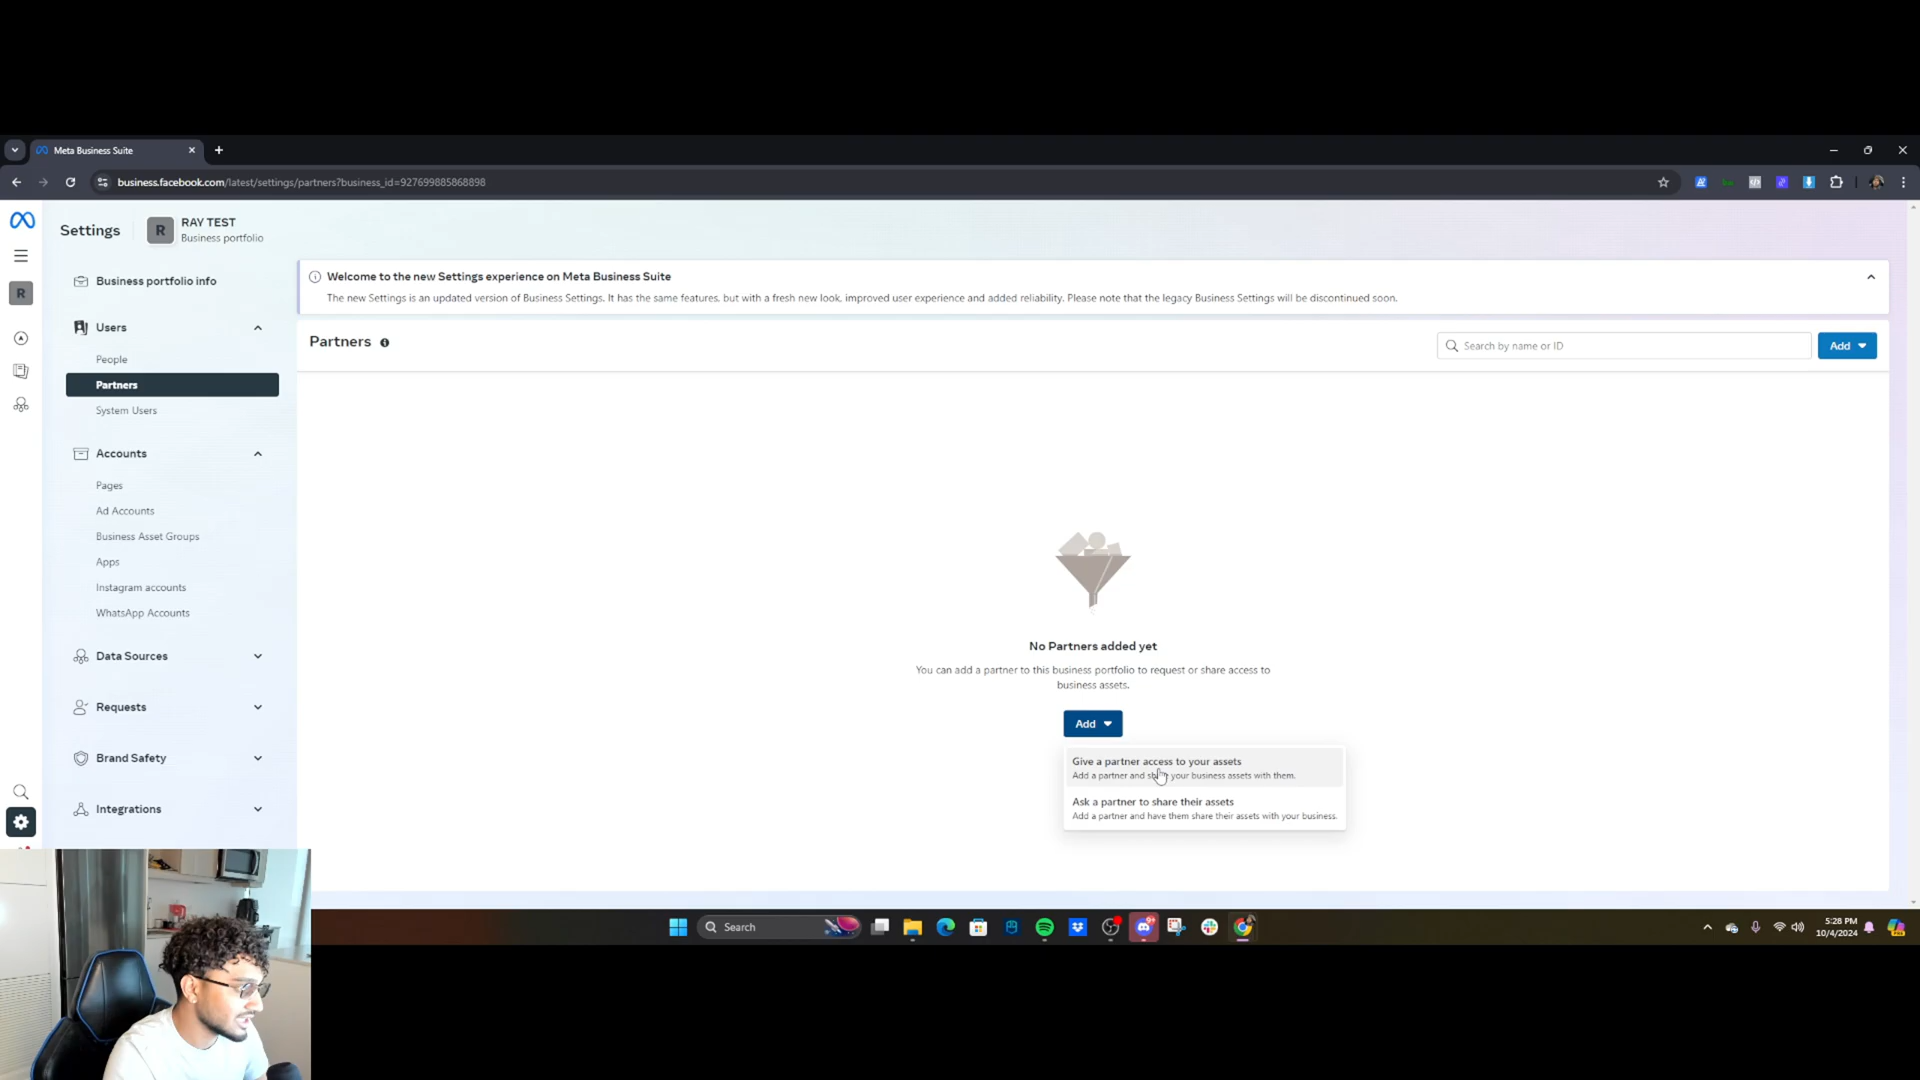 Meta Business Suite
business.facebook.com/latest/settings/partners?business_id=927699885868898
Settings
R
RAY TEST
Business portfolio
R
Business portfolio info
Users
People
Partners
System Users
Accounts
Pages
Ad Accounts
Business Asset Groups
Apps
Instagram accounts
WhatsApp Accounts
Data Sources
Requests
Brand Safety
Integrations
Welcome to the new Settings experience on Meta Business Suite
The new Settings is an updated version of Business Settings. It has the same features, but with a fresh new look, improved user experience and added reliability. Please note that the legacy Business Settings will be discontinued soon.
Partners
Search by name or ID
Add
No Partners added yet
You can add a partner to this business portfolio to request or share access to
business assets.
Add
Give a partner access to your assets
Add a partner and your business assets with them.
Ask a partner to share their assets
Add a partner and have them share their assets with your business.
Search
5:28 PM
10/4/2024